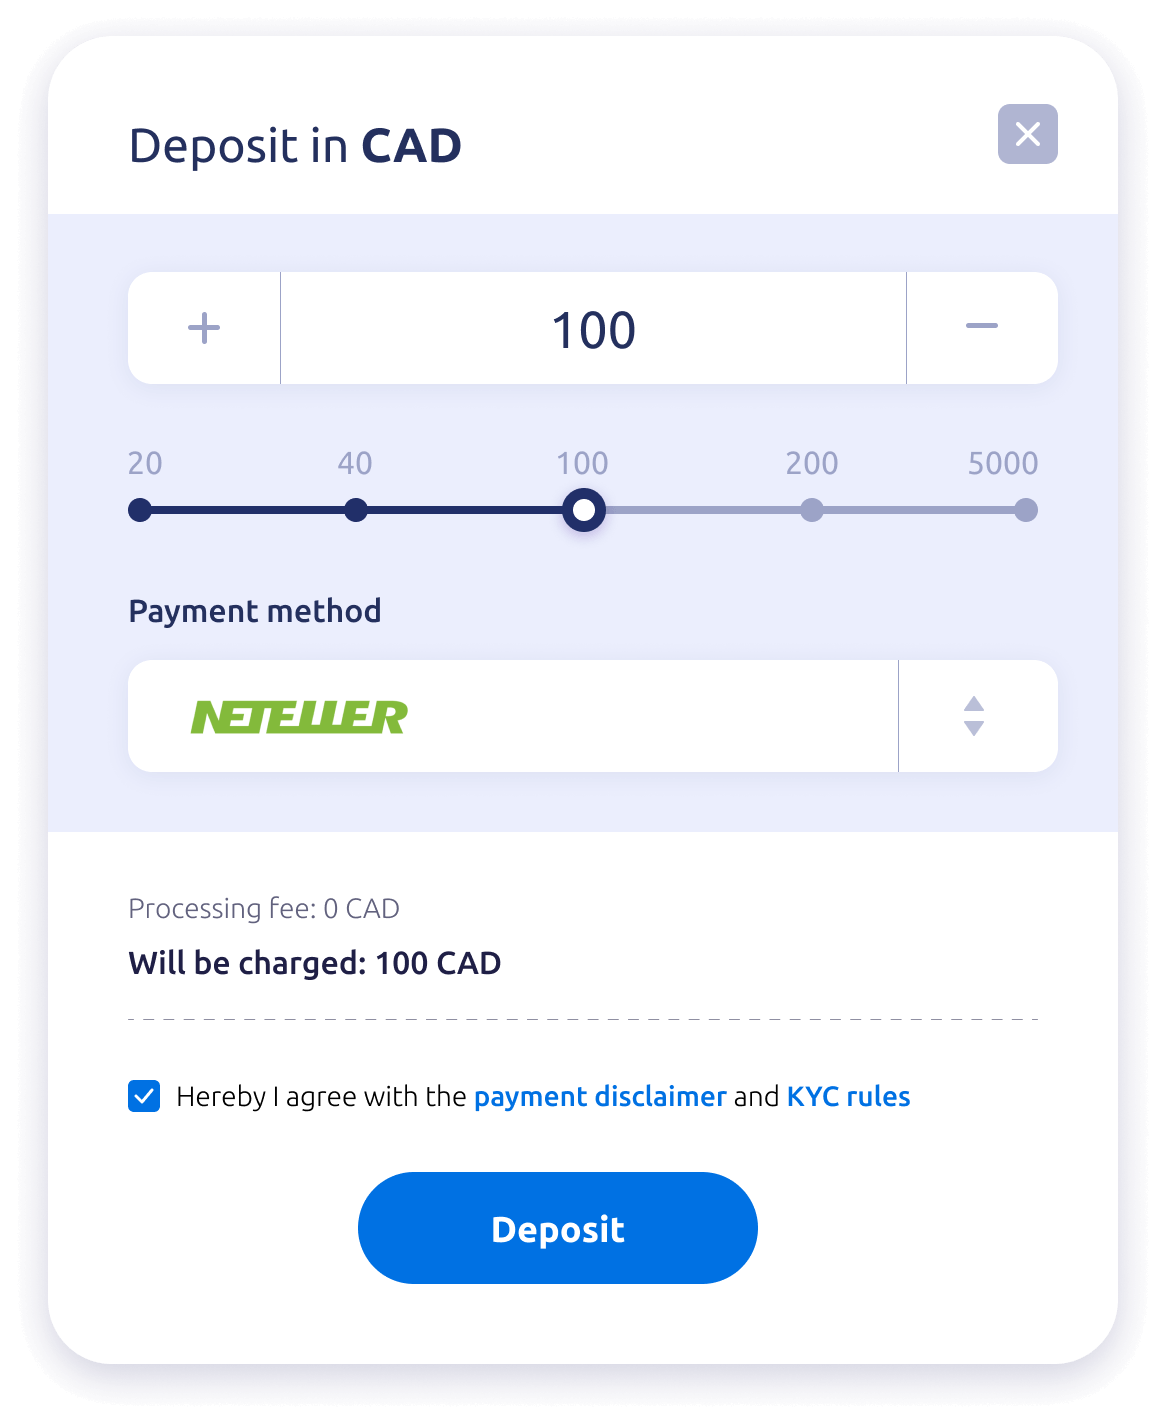 Deposit in CAD
100
20 40 100 200 5000
Payment method
NETELLER
Processing fee: 0 CAD
Will be charged: 100 CAD
Hereby I agree with the payment disclaimer and KYC rules
Deposit